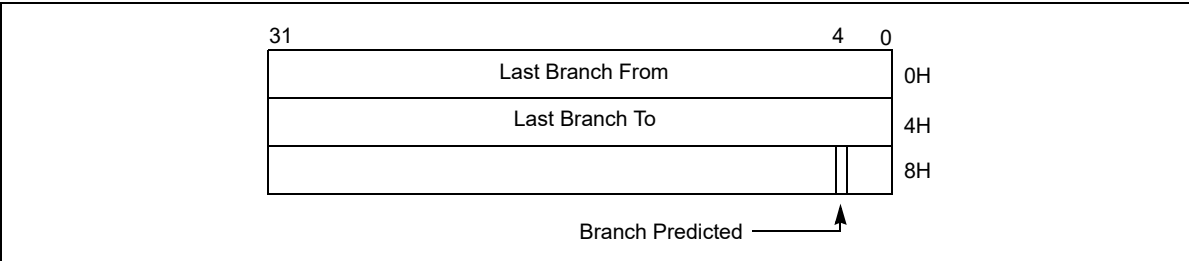 31 4 0
Last Branch From 0H
Last Branch To 4H
8H
Branch Predicted